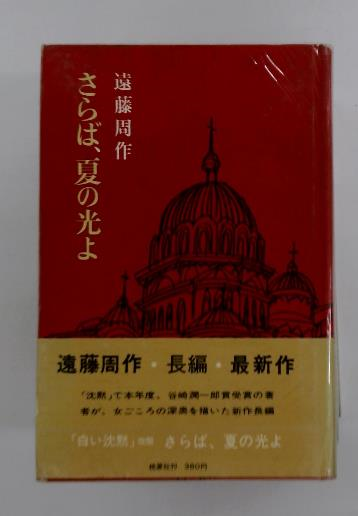 遠藤周作
さらば、夏の光よ
遠藤周作・長編・最新作
「沈黙」で本年度、谷崎潤一郎賞受賞の著
者が、女ごころの深奥を描いた新作長編
「白い沈黙」改題 さらば、夏の光よ
桃源社刊 360円